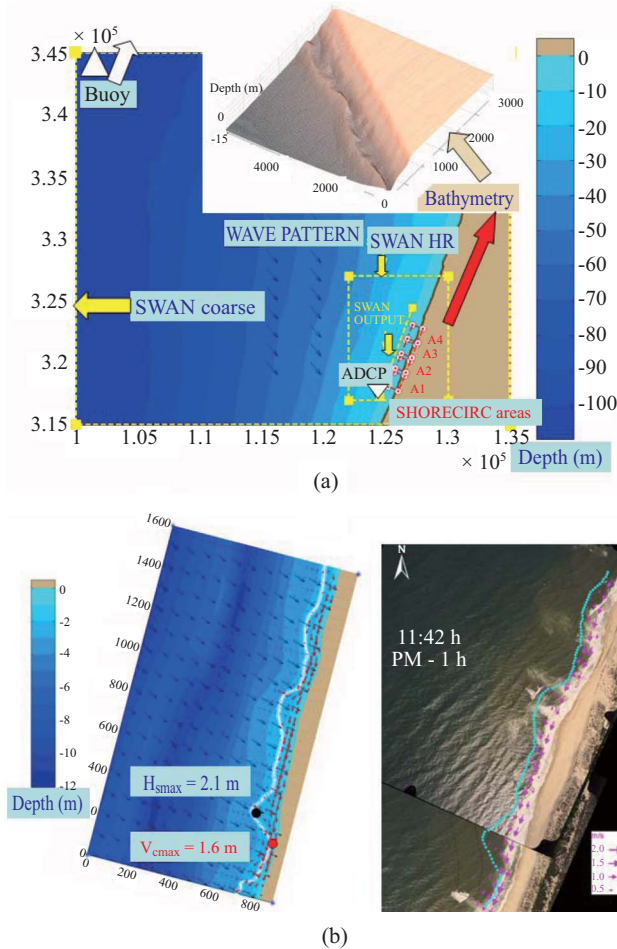 × 10⁵
3.45
3.4
3.35
3.3
3.25
3.2
3.15
Buoy
Depth (m)
0
-15
4000
2000
0
3000
2000
1000
0
Bathymetry
WAVE PATTERN
SWAN HR
SWAN coarse
SWAN
OUTPUT
ADCP
A4
A3
A2
A1
SHORECIRC areas
1
1.05
1.1
1.15
1.2
1.25
1.3
1.35
× 10⁵
0
-10
-20
-30
-40
-50
-60
-70
-80
-90
-100
Depth (m)
(a)
0
-2
-4
-6
-8
-10
-12
Depth (m)
1600
1400
1200
1000
800
600
400
200
0
0
200
400
600
800
H_Smax = 2.1 m
V_cmax = 1.6 m
N
11:42 h
PM - 1 h
m/s
2.0
1.5
1.0
0.5
(b)